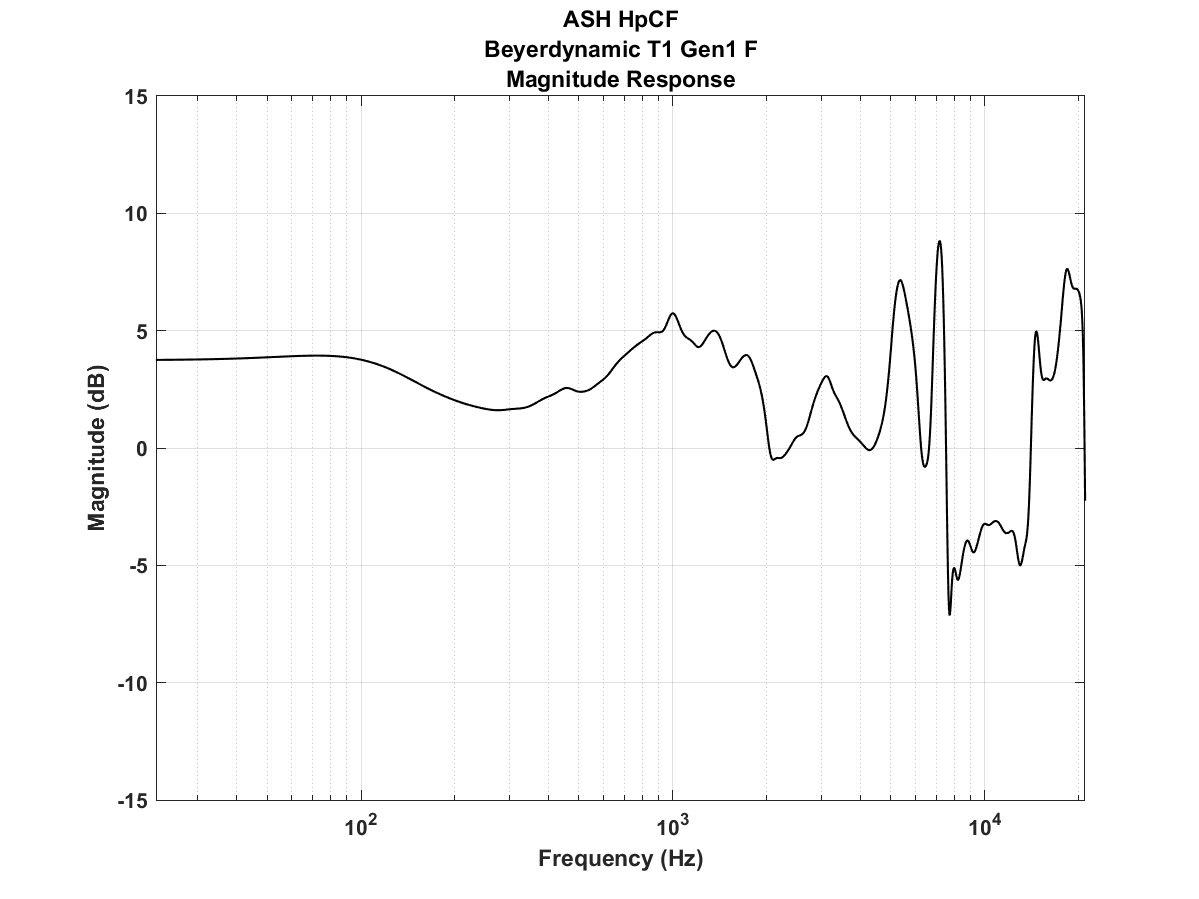 ASH HpCF
Beyerdynamic T1 Gen1 F
Magnitude Response
15
10
5
0
-5
-10
-15
Magnitude (dB)
10^2
10^3
10^4
Frequency (Hz)